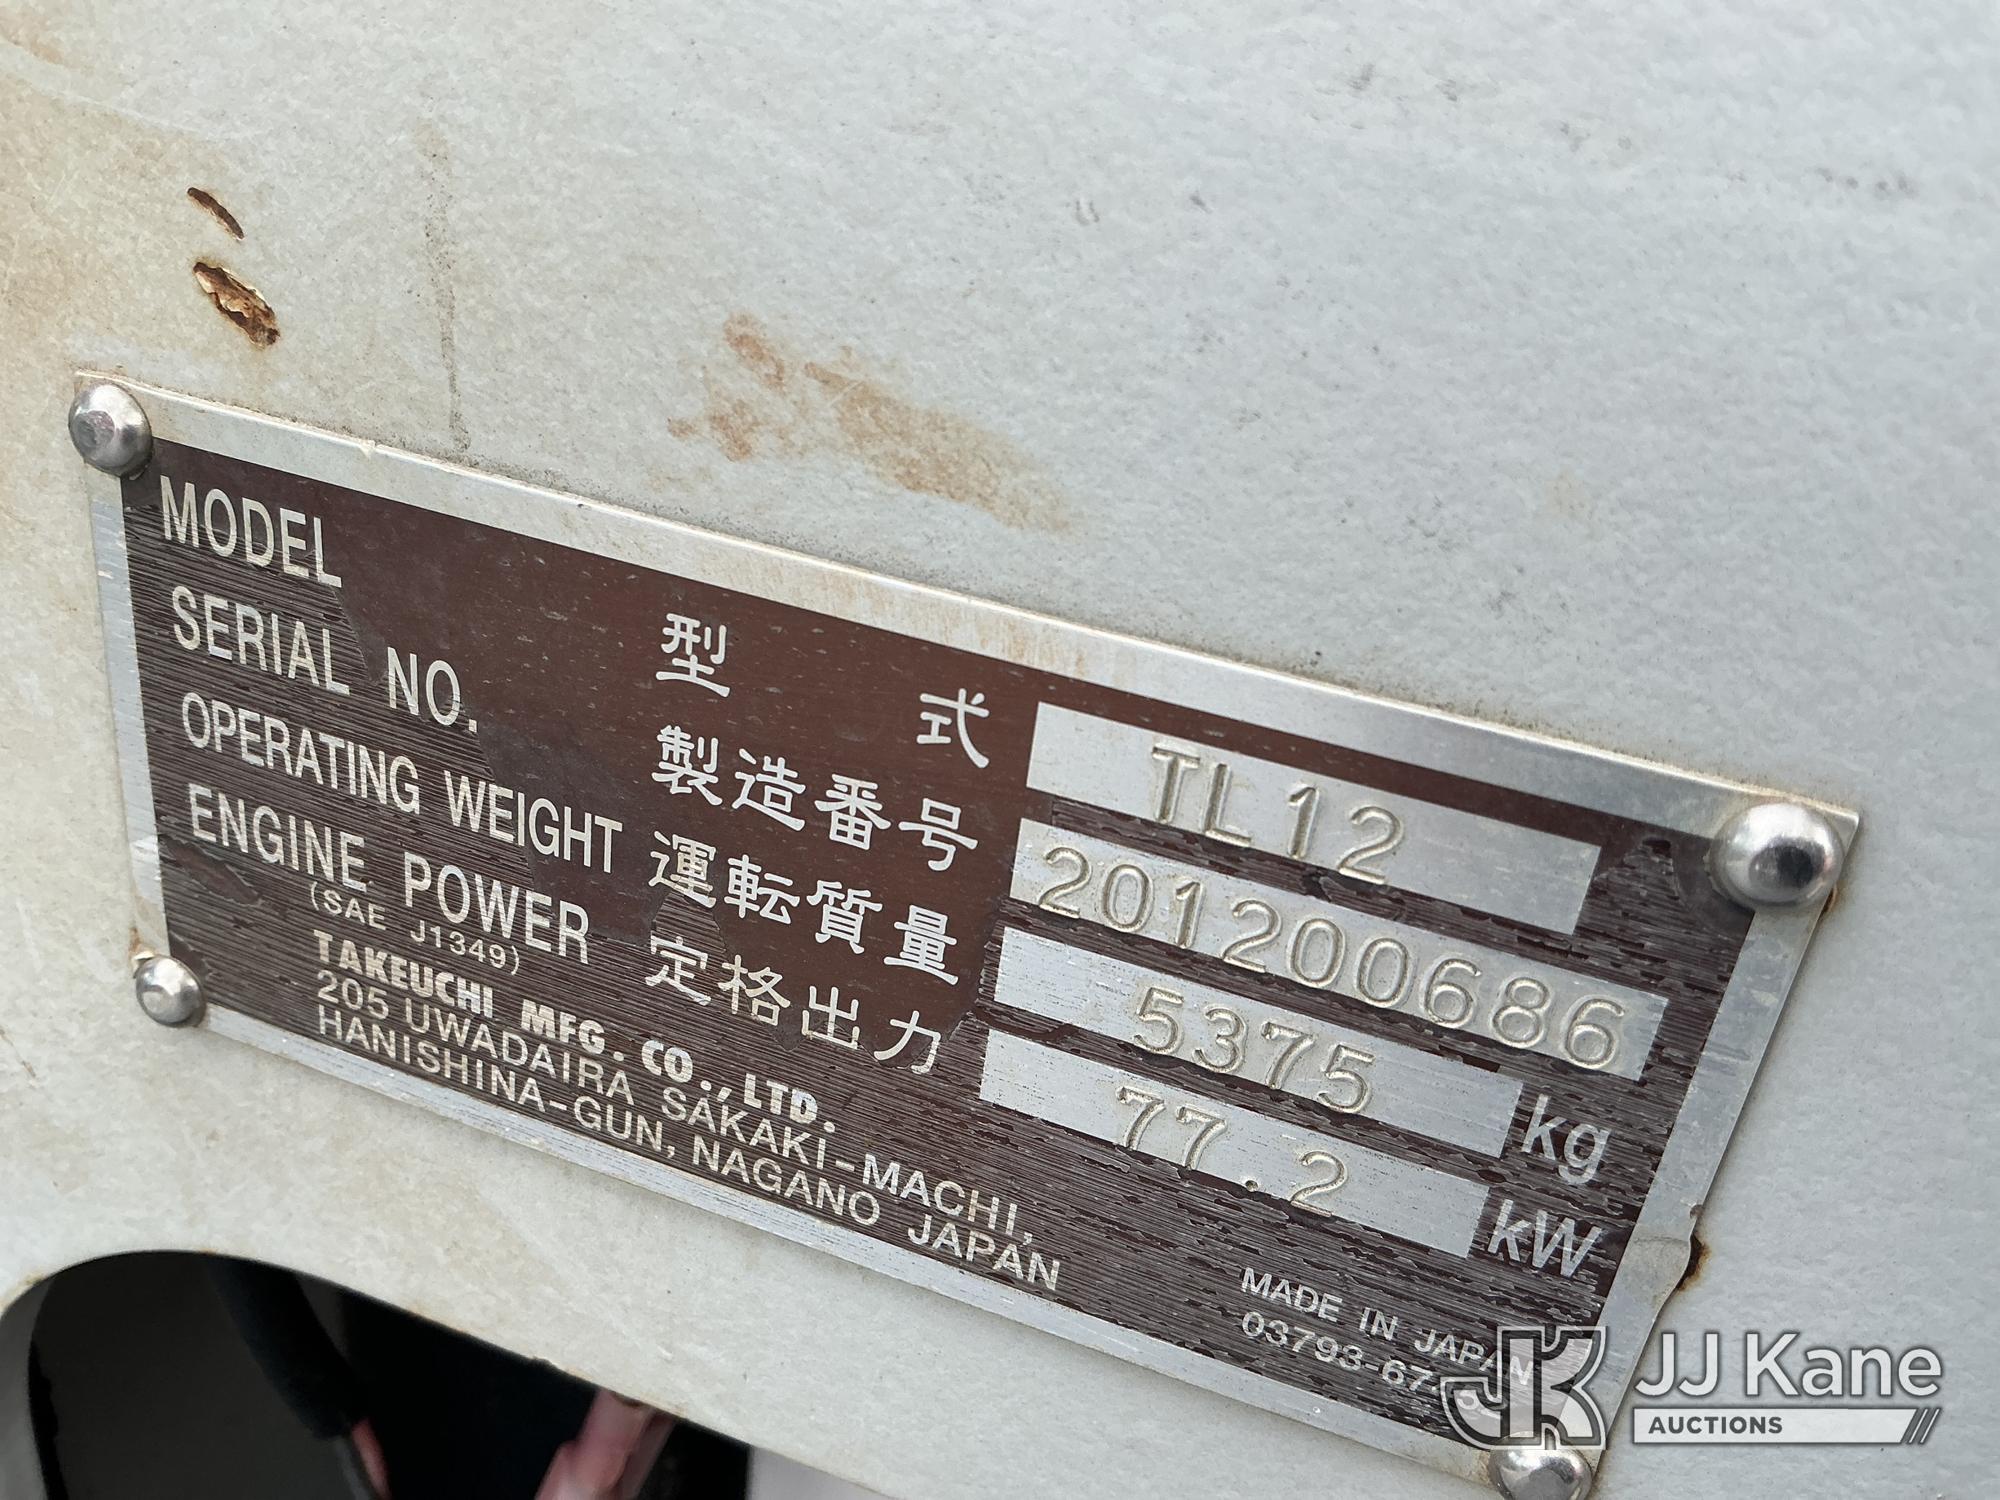 MODEL 型 式 TL12
SERIAL NO. 製造番号 201200686
OPERATING WEIGHT 運転質量 5375 kg
ENGINE POWER 定格出力 77.2 kW
(SAE J1349)
TAKEUCHI MFG. CO., LTD.
205 UWADAIRA SAKAKI-MACHI,
HANISHINA-GUN, NAGANO JAPAN
MADE IN JAPAN
JK JJ Kane
AUCTIONS